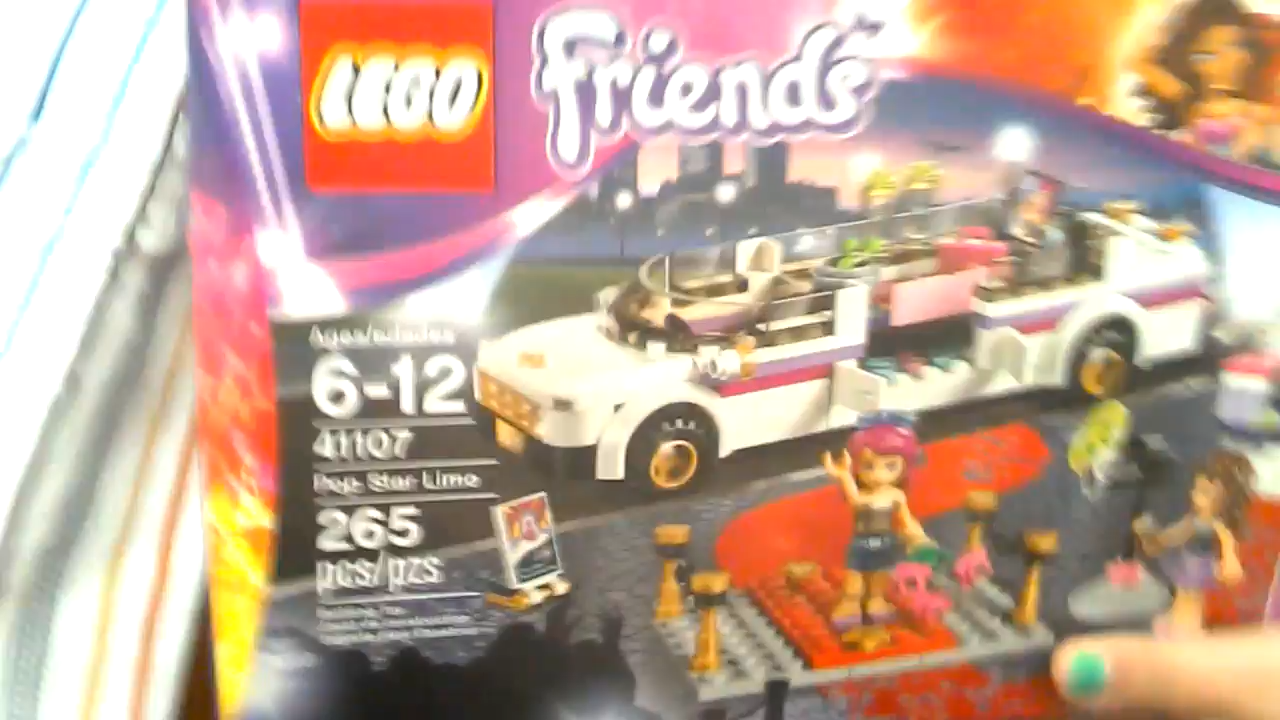 LEGO
friends
Ages/edades
6-12
41107
Pop Star Limo
265
pcs/pzs